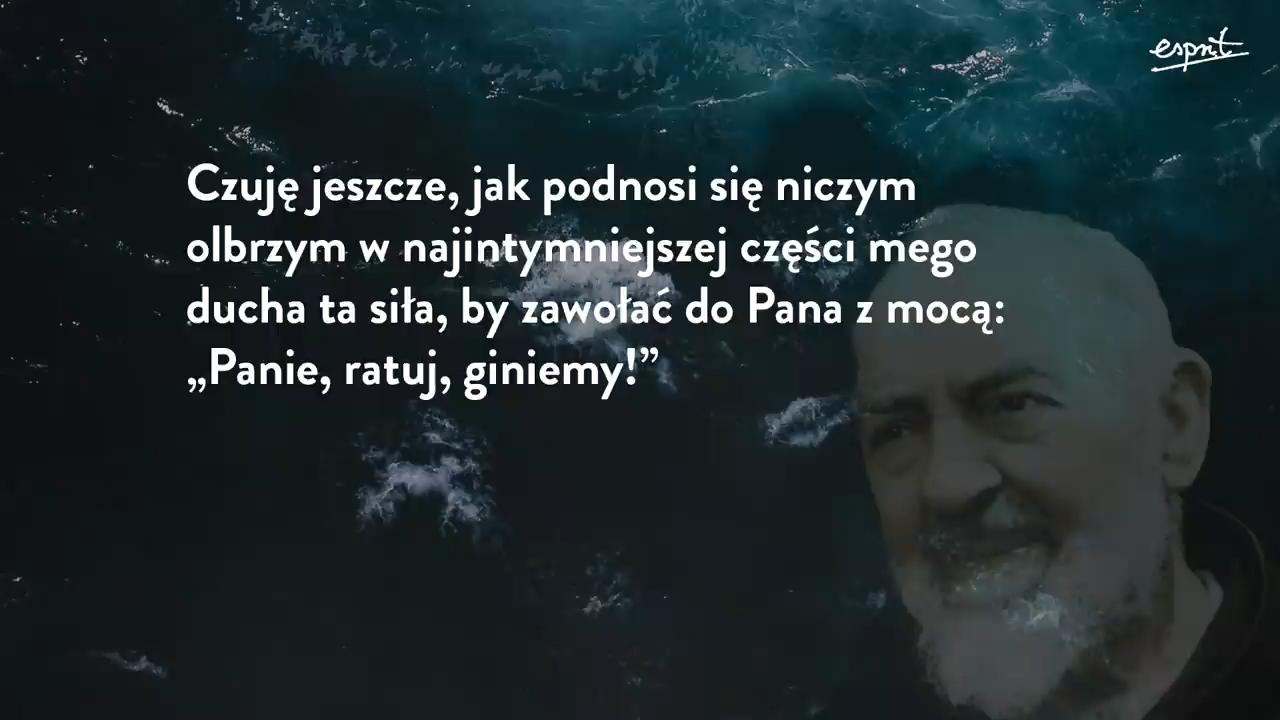 esprit
Czuję jeszcze, jak podnosi się niczym
olbrzym w najintymniejszej części mego
ducha ta siła, by zawołać do Pana z mocą:
„Panie, ratuj, giniemy!”